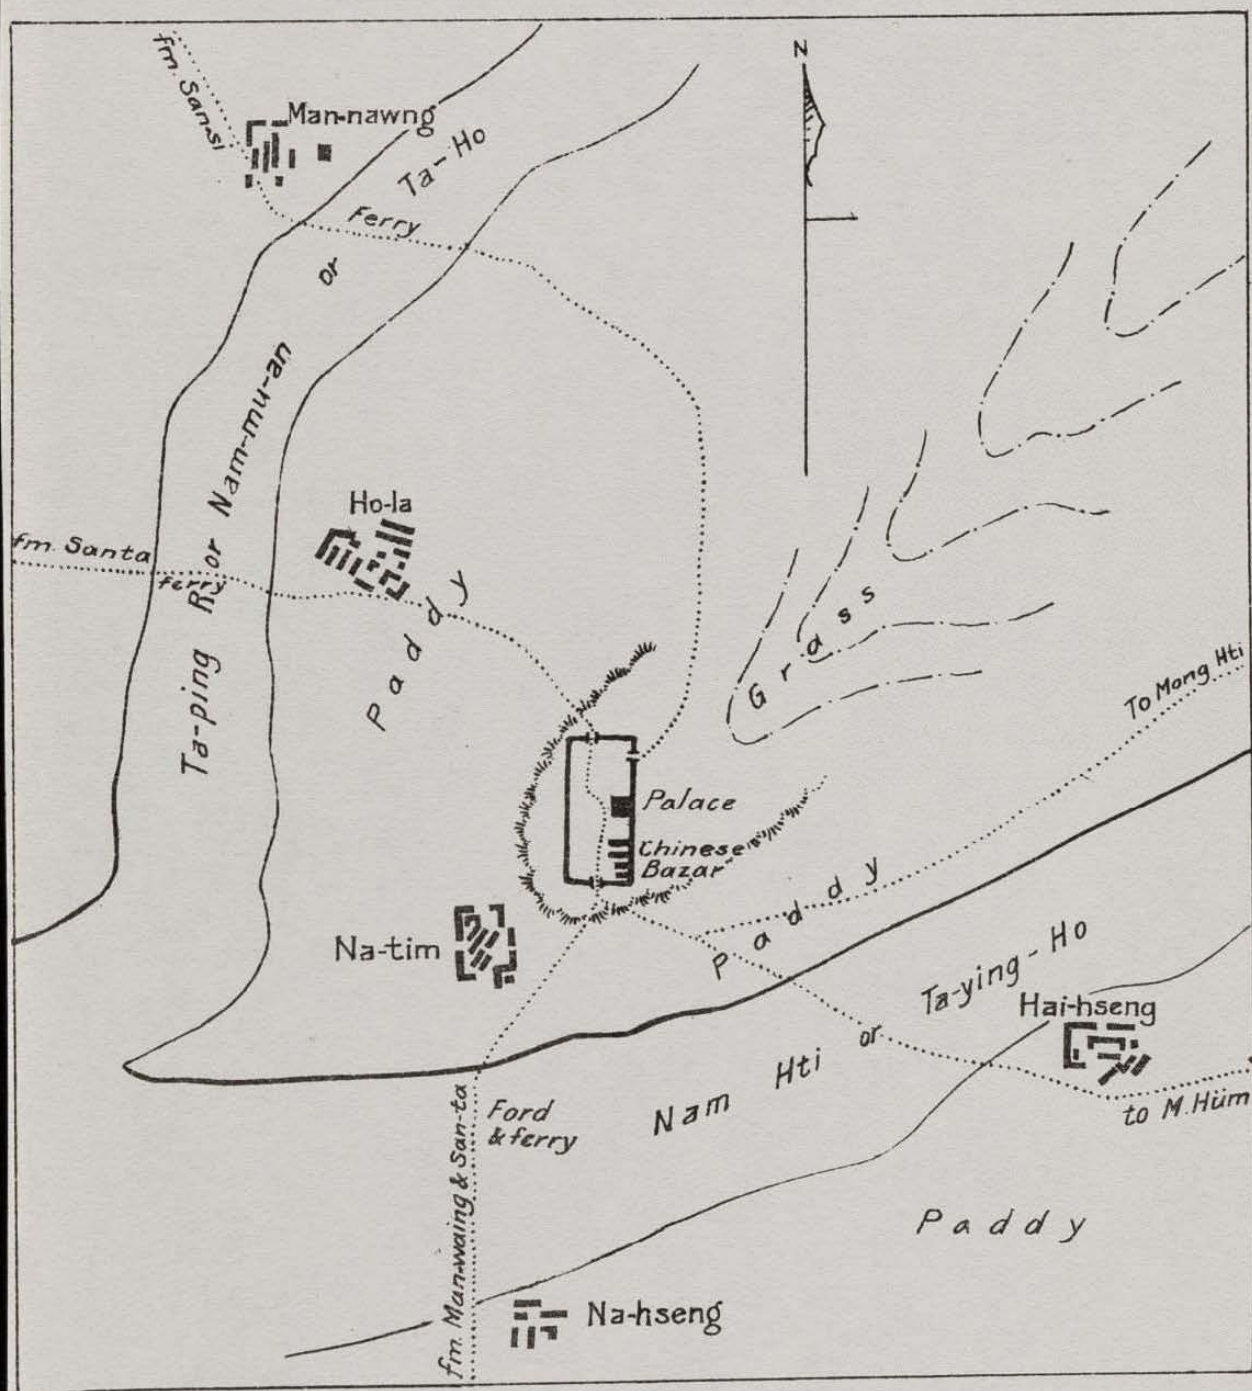 fm. San-si
Man-nawng
N
Ta-Ho
Ferry
or
Ta-ping R. or Nam-mu-an
Ho-la
fm. Santa
ferry
Paddy
Grass
To Mong Hti
Palace
Chinese
Bazar
Paddy
Na-tim
Ta-ying-Ho
Hai-hseng
or
Nam Hti
to M. Hüm
Ford
& ferry
fm. Man-waing & San-ta
Paddy
Na-hseng